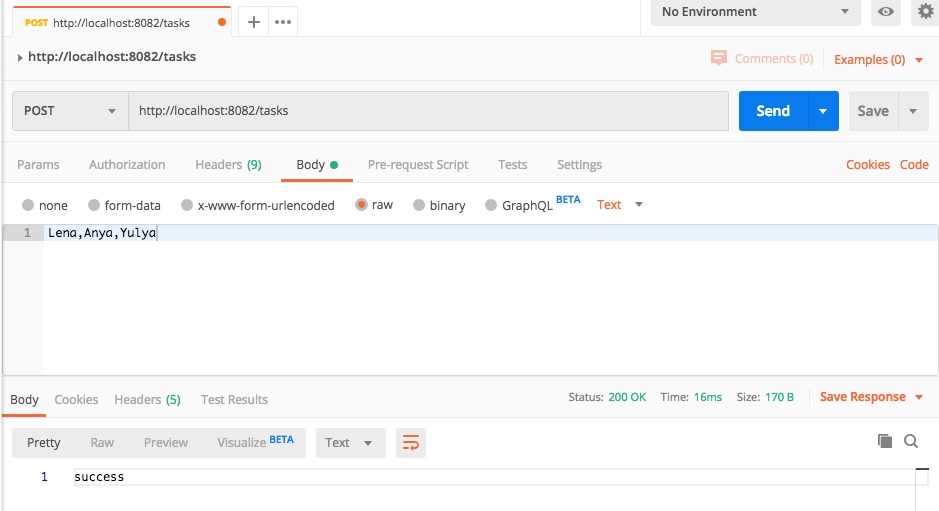 POST http://localhost:8082/tasks
No Environment
http://localhost:8082/tasks
Comments (0) Examples (0)
POST http://localhost:8082/tasks Send Save
Params Authorization Headers (9) Body Pre-request Script Tests Settings Cookies Code
none form-data x-www-form-urlencoded raw binary GraphQL BETA Text
1 Lena,Anya,Yulya
Body Cookies Headers (5) Test Results Status: 200 OK Time: 16ms Size: 170 B Save Response
Pretty Raw Preview Visualize BETA Text
1 success